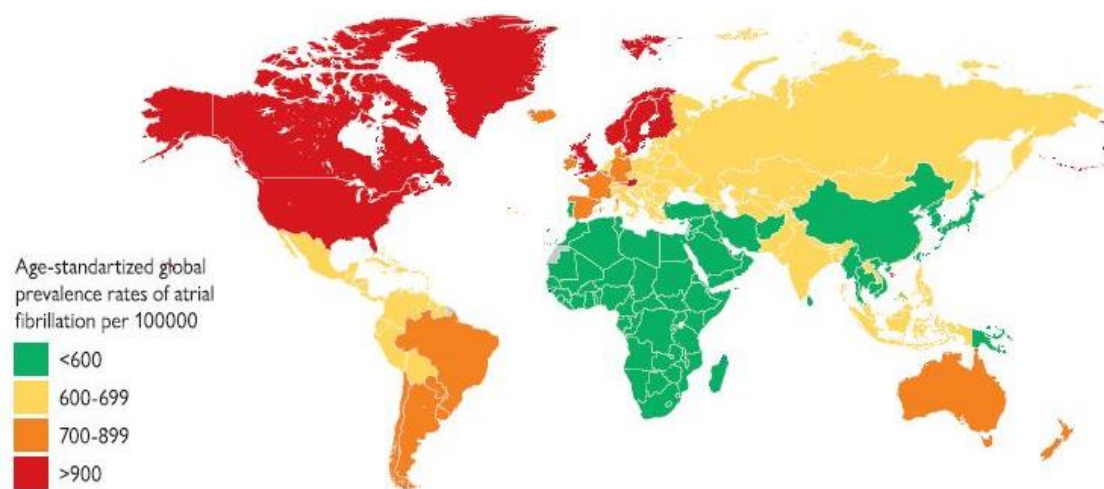 Age-standartized global
prevalence rates of atrial
fibrillation per 100000
<600
600-699
700-899
>900